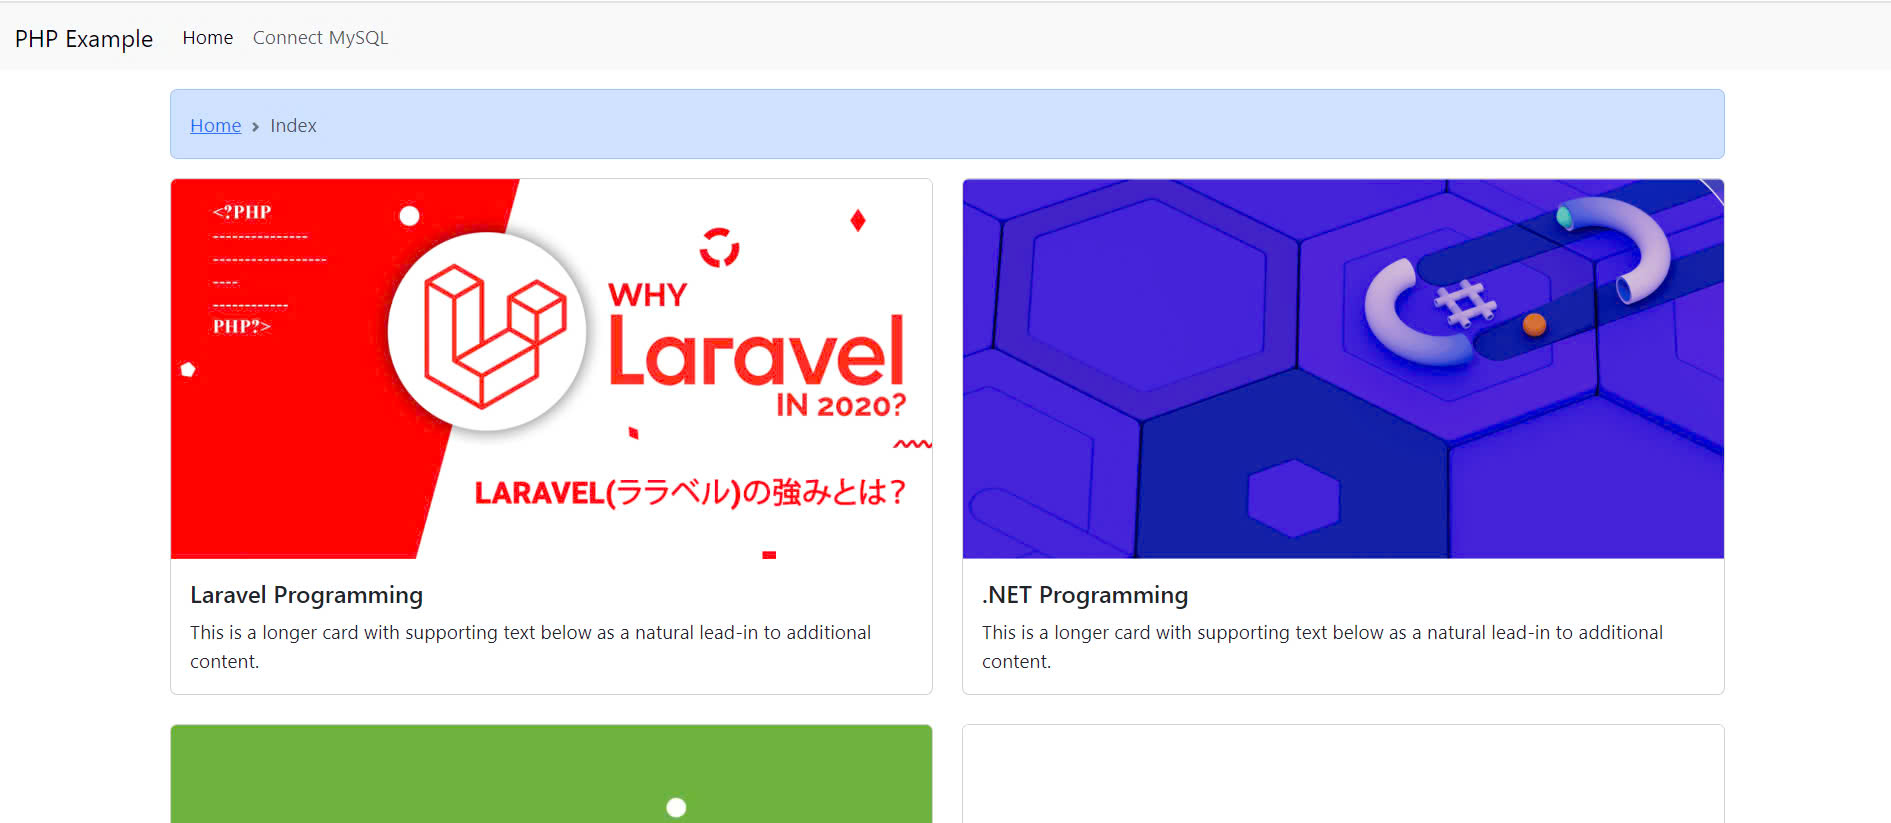 PHP Example Home Connect MySQL
Home > Index
<?PHP
---------------
------------------
----
------------
PHP?>
WHY
Laravel
IN 2020?
LARAVEL(ララベル)の強みとは?
Laravel Programming
This is a longer card with supporting text below as a natural lead-in to additional
content.
.NET Programming
This is a longer card with supporting text below as a natural lead-in to additional
content.